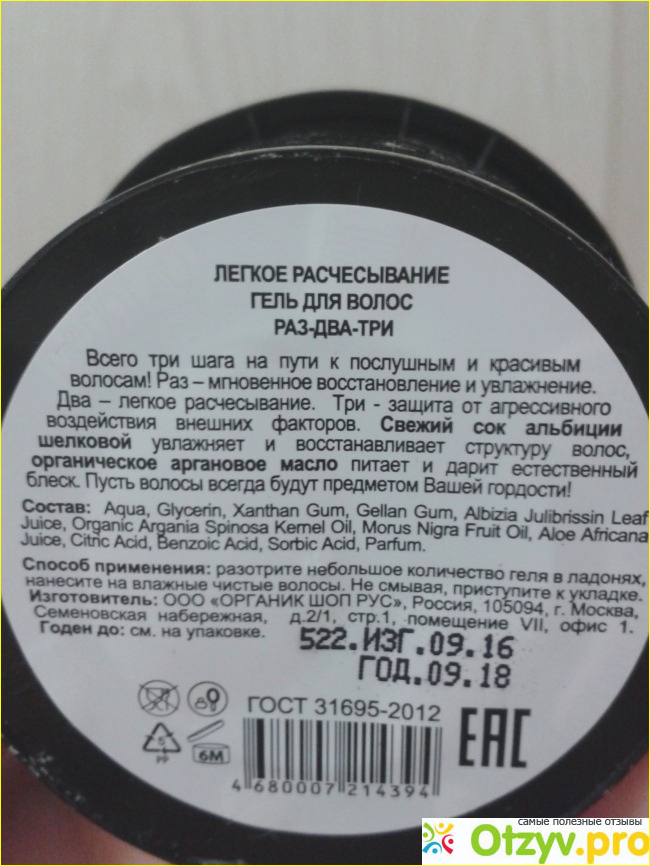 ЛЕГКОЕ РАСЧЕСЫВАНИЕ
ГЕЛЬ ДЛЯ ВОЛОС
РАЗ-ДВА-ТРИ
Всего три шага на пути к послушным и красивым
волосам! Раз – мгновенное восстановление и увлажнение.
Два – легкое расчесывание. Три - защита от агрессивного
воздействия внешних факторов. Свежий сок альбиции
шелковой увлажняет и восстанавливает структуру волос,
органическое аргановое масло питает и дарит естественный
блеск. Пусть волосы всегда будут предметом Вашей гордости!
Состав: Aqua, Glycerin, Xanthan Gum, Gellan Gum, Albizia Julibrissin Leaf
Juice, Organic Argania Spinosa Kernel Oil, Morus Nigra Fruit Oil, Aloe Africana
Juice, Citric Acid, Benzoic Acid, Sorbic Acid, Parfum.
Способ применения: разотрите небольшое количество геля в ладонях,
нанесите на влажные чистые волосы. Не смывая, приступите к укладке.
Изготовитель: ООО «ОРГАНИК ШОП РУС», Россия, 105094, г. Москва,
Семеновская набережная, д.2/1, стр.1, помещение VII, офис 1.
Годен до: см. на упаковке.
522.ИЗГ.09.16
ГОД.09.18
ГОСТ 31695-2012
EAC
PP
6M
4 680007 214394
самые полезные отзывы
Otzyv.pro